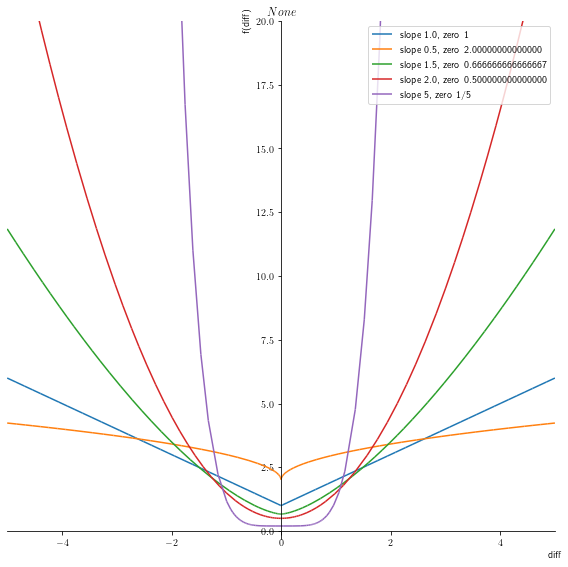 None
f(diff)
20.0
17.5
15.0
12.5
10.0
7.5
5.0
2.5
0.0
slope 1.0, zero 1
slope 0.5, zero 2.00000000000000
slope 1.5, zero 0.666666666666667
slope 2.0, zero 0.500000000000000
slope 5, zero 1/5
−4
−2
0
2
4
diff